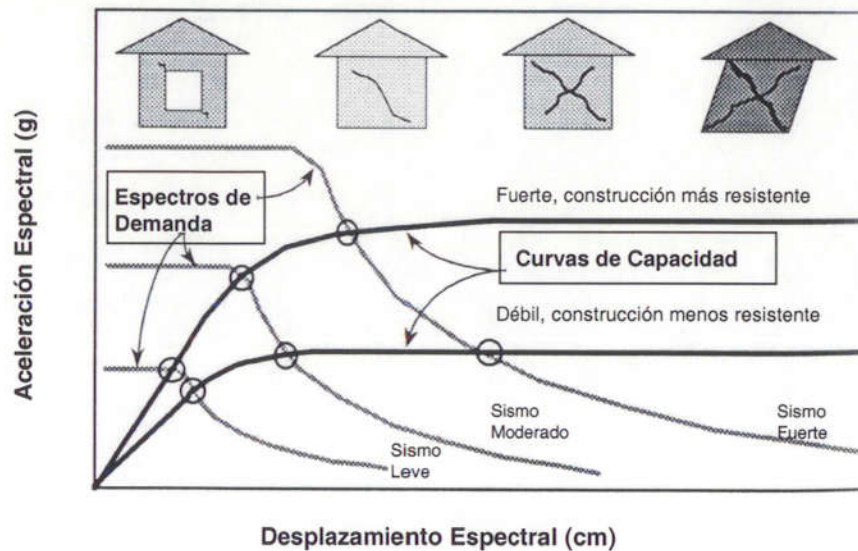 Aceleración Espectral (g)
Espectros de
Demanda
Fuerte, construcción más resistente
Curvas de Capacidad
Débil, construcción menos resistente
Sismo
Leve
Sismo
Moderado
Sismo
Fuerte
Desplazamiento Espectral (cm)